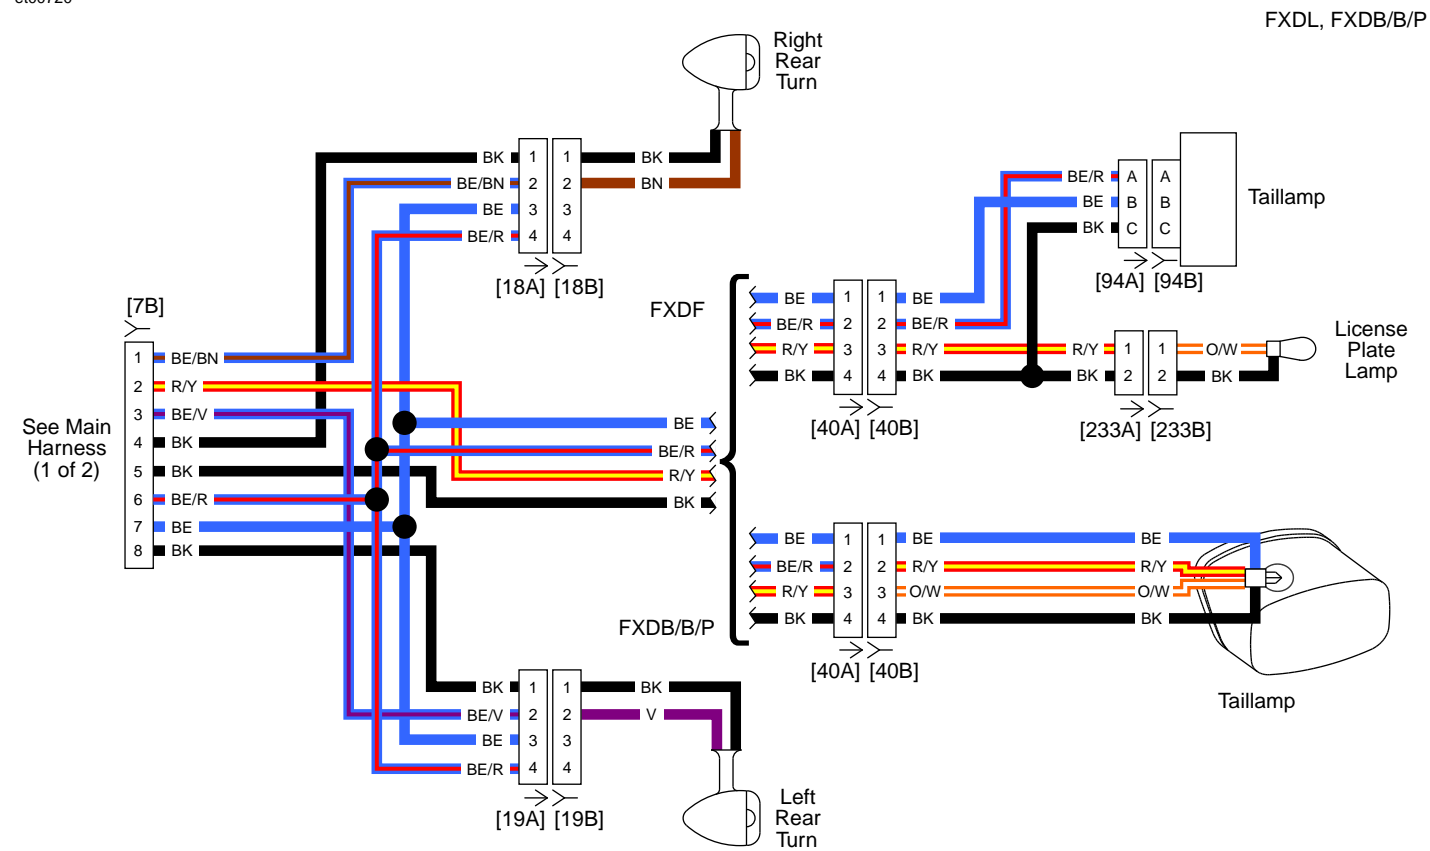 FXDL, FXDB/B/P
Right
Rear
Turn
BK 1 1 BK
BE/BN 2 2 BN
BE 3 3
BE/R 4 4
[18A] [18B]
BE/R A A
BE B B
BK C C
Taillamp
[94A] [94B]
[7B]
1 BE/BN
2 R/Y
3 BE/V
4 BK
5 BK
6 BE/R
7 BE
8 BK
See Main
Harness
(1 of 2)
BE
BE/R
R/Y
BK
FXDF
BE 1 1 BE
BE/R 2 2 BE/R
R/Y 3 3 R/Y R/Y 1 1 O/W
BK 4 4 BK BK 2 2 BK
[40A] [40B]
[233A] [233B]
License
Plate
Lamp
FXDB/B/P
BE 1 1 BE BE
BE/R 2 2 R/Y R/Y
R/Y 3 3 O/W O/W
BK 4 4 BK BK
[40A] [40B]
Taillamp
BK 1 1 BK
BE/V 2 2 V
BE 3 3
BE/R 4 4
[19A] [19B]
Left
Rear
Turn